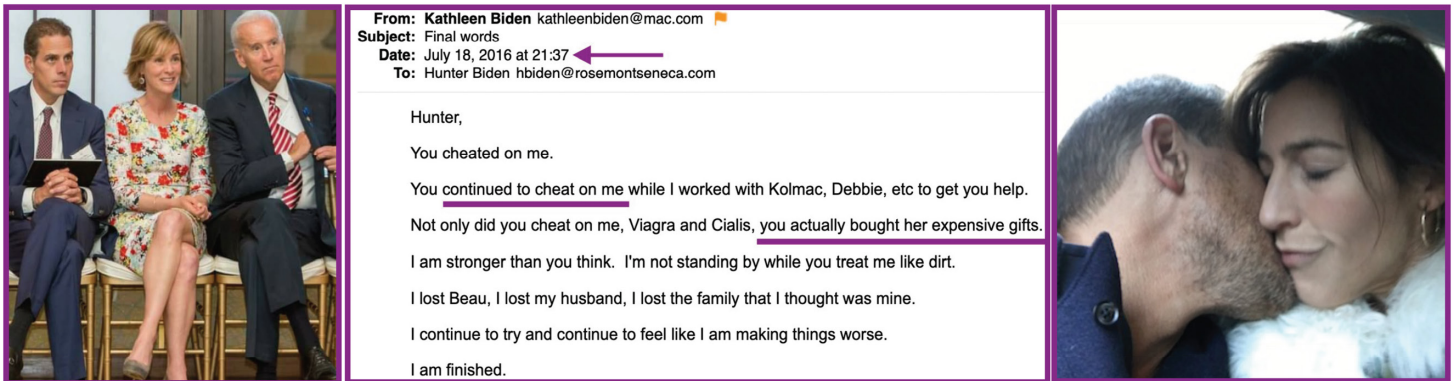 From: Kathleen Biden kathleenbiden@mac.com
Subject: Final words
Date: July 18, 2016 at 21:37
To: Hunter Biden hbiden@rosemontseneca.com
Hunter,
You cheated on me.
You continued to cheat on me while I worked with Kolmac, Debbie, etc to get you help.
Not only did you cheat on me, Viagra and Cialis, you actually bought her expensive gifts.
I am stronger than you think.  I'm not standing by while you treat me like dirt.
I lost Beau, I lost my husband, I lost the family that I thought was mine.
I continue to try and continue to feel like I am making things worse.
I am finished.